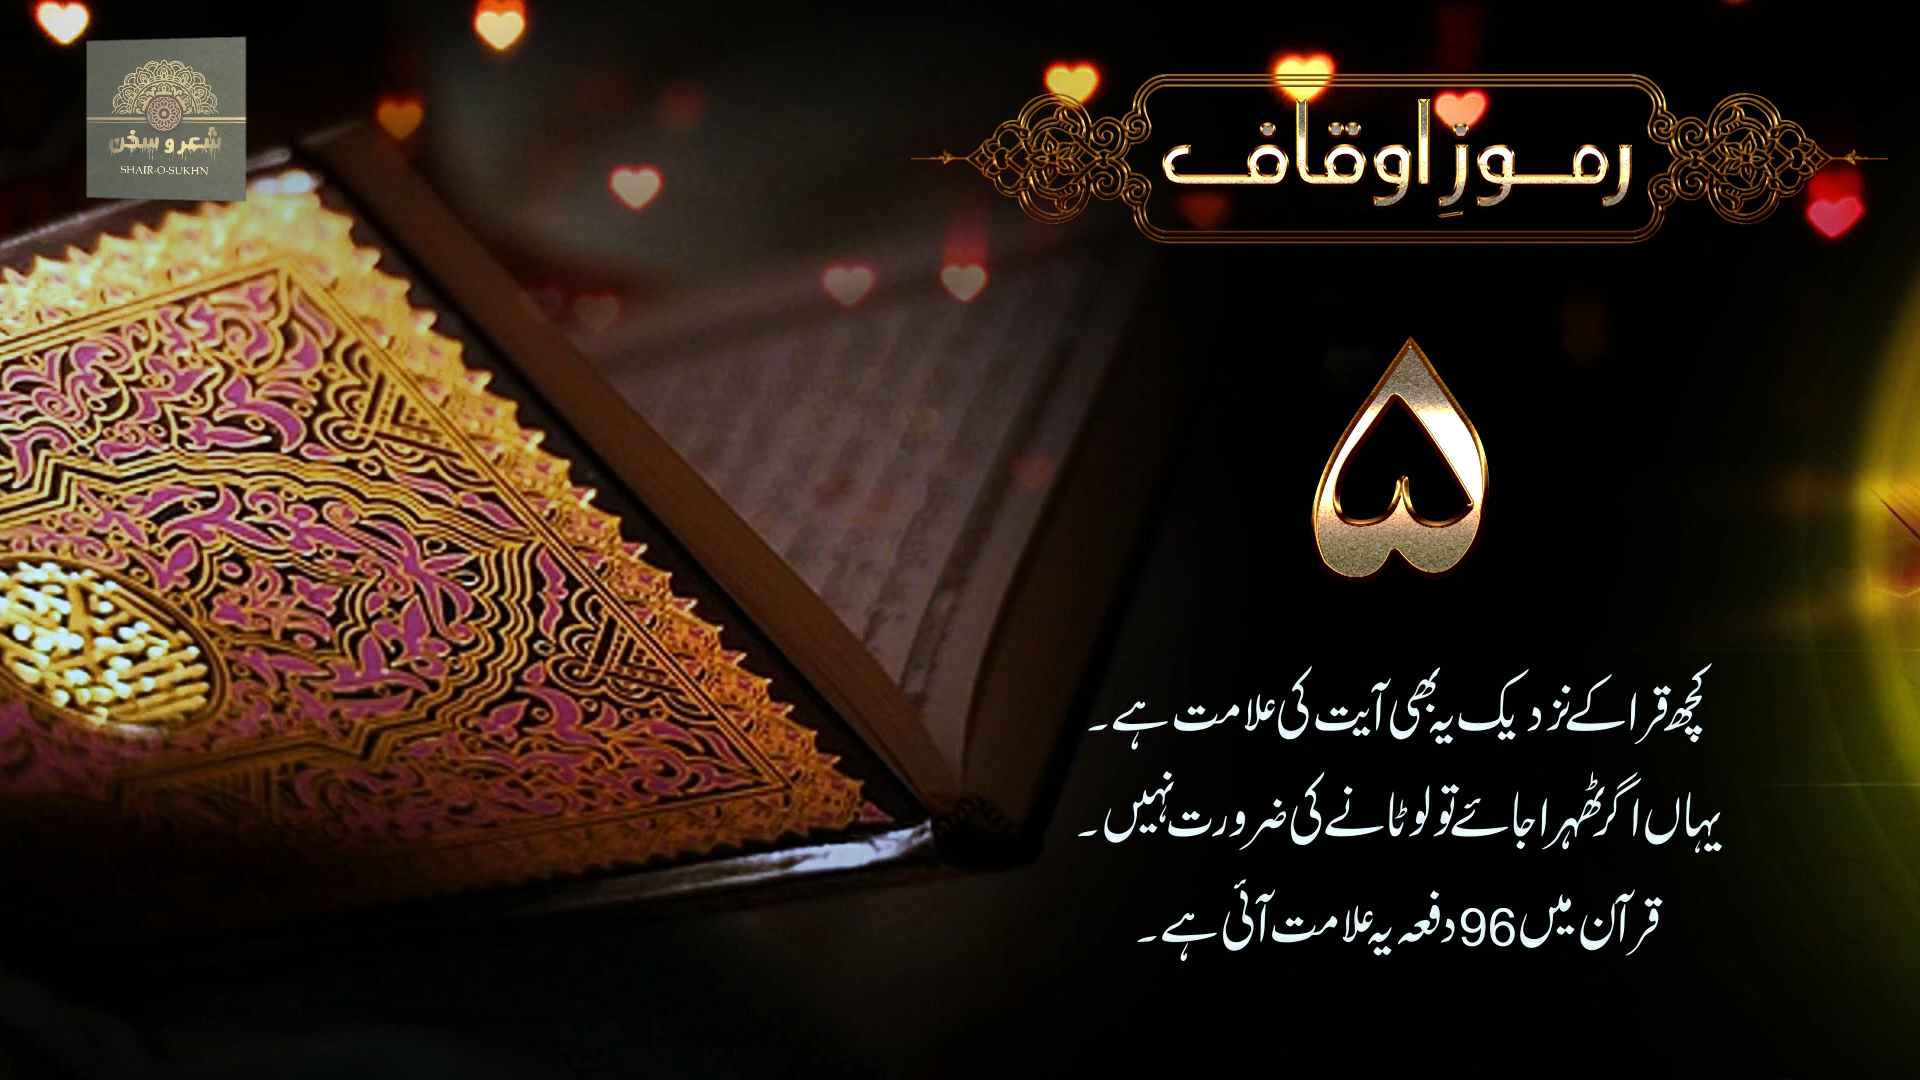 شعر و سخن
SHAIR-O-SUKHN
رموزِ اوقاف
۵
کچھ قرا کے نزدیک یہ بھی آیت کی علامت ہے۔
یہاں اگر ٹھہرا جائے تو لوٹانے کی ضرورت نہیں۔
قرآن میں 96 دفعہ یہ علامت آئی ہے۔